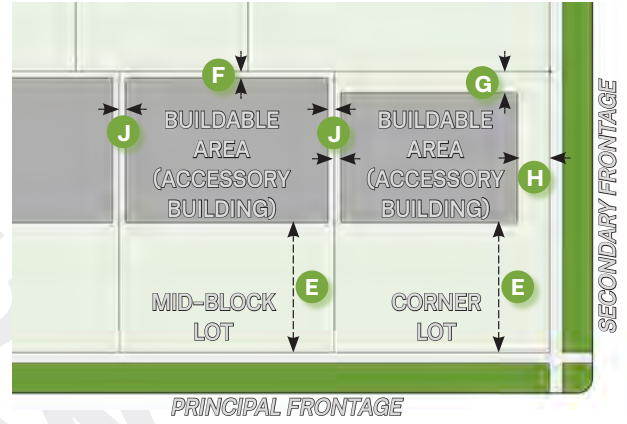 F
G
J
J
H
BUILDABLE
AREA
(ACCESSORY
BUILDING)
BUILDABLE
AREA
(ACCESSORY
BUILDING)
E
E
MID-BLOCK
LOT
CORNER
LOT
SECONDARY FRONTAGE
PRINCIPAL FRONTAGE